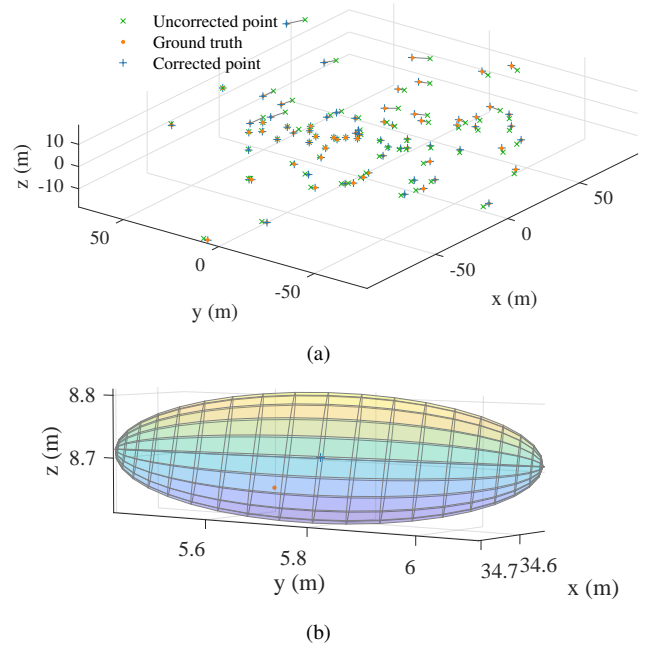 Uncorrected point
Ground truth
Corrected point
z (m)
10
0
-10
50
0
-50
y (m)
-50
0
50
x (m)
(a)
8.8
8.7
z (m)
5.6
5.8
6
y (m)
34.7
34.6
x (m)
(b)